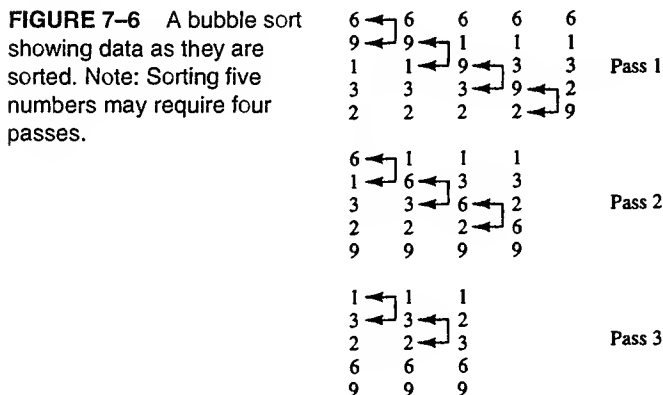 FIGURE 7–6 A bubble sort
showing data as they are
sorted. Note: Sorting five
numbers may require four
passes.
6 6 6 6 6
9 9 1 1 1
1 1 9 3 3 Pass 1
3 3 3 9 2
2 2 2 2 9
6 1 1 1
1 6 3 3
3 3 6 2 Pass 2
2 2 2 6
9 9 9 9
1 1 1
3 3 2
2 2 3 Pass 3
6 6 6
9 9 9